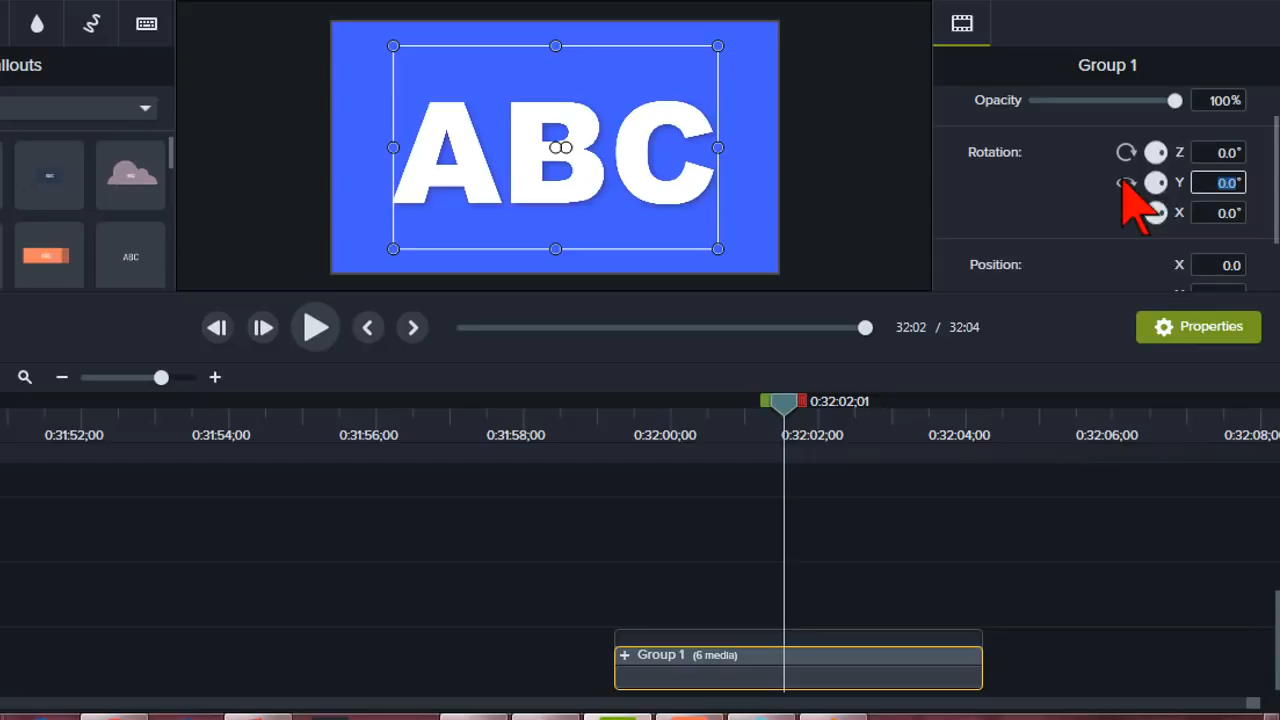 allouts
Group 1
Opacity 100%
Rotation: Z 0.0°
Y 0.0°
X 0.0°
Position: X 0.0
ABC
ABC
32:02 / 32:04
Properties
0:32:02;01
0:31:52;00 0:31:54;00 0:31:56;00 0:31:58;00 0:32:00;00 0:32:02;00 0:32:04;00 0:32:06;00 0:32:08;0
+ Group 1 (6 media)